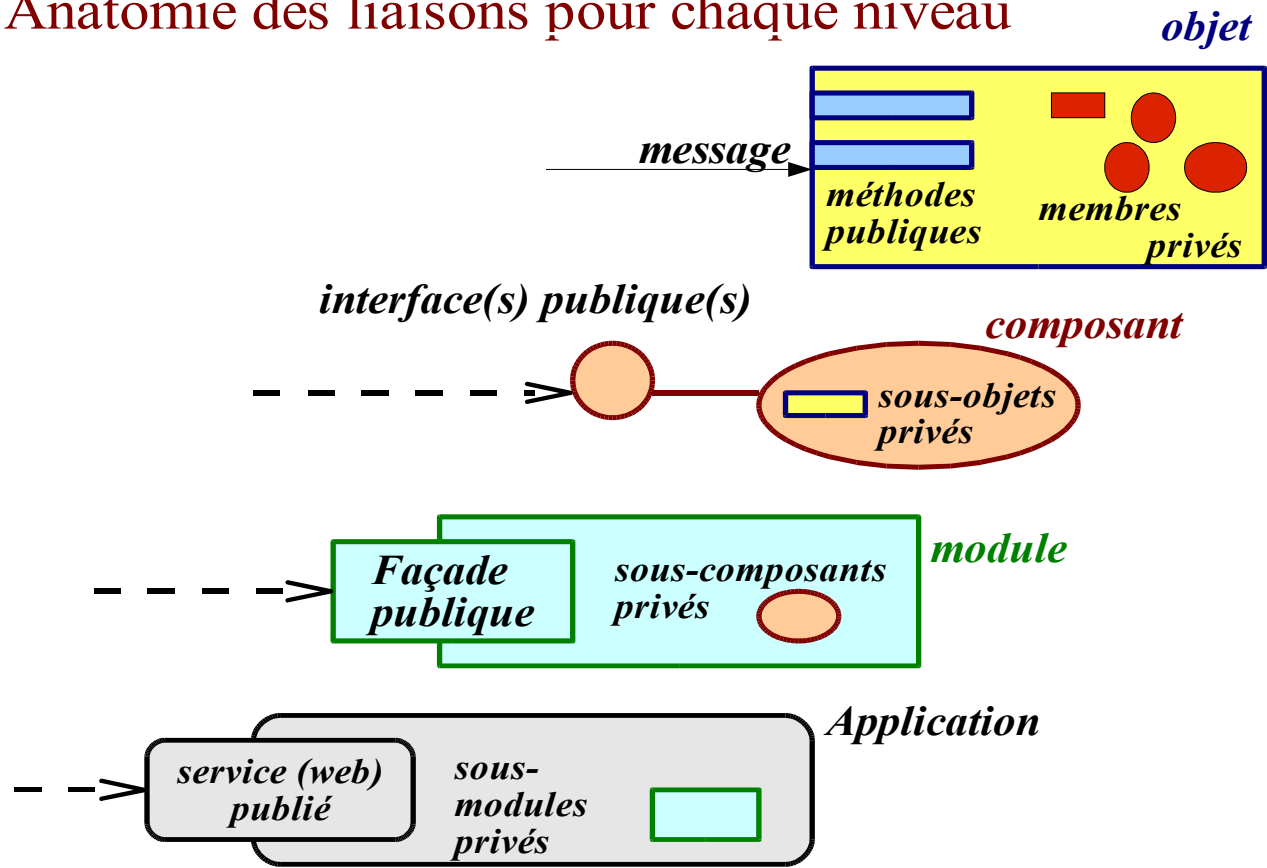 Anatomie des liaisons pour chaque niveau
objet
message
méthodes
publiques
membres
privés
interface(s) publique(s)
composant
sous-objets
privés
module
Façade
publique
sous-composants
privés
Application
service (web)
publié
sous-
modules
privés